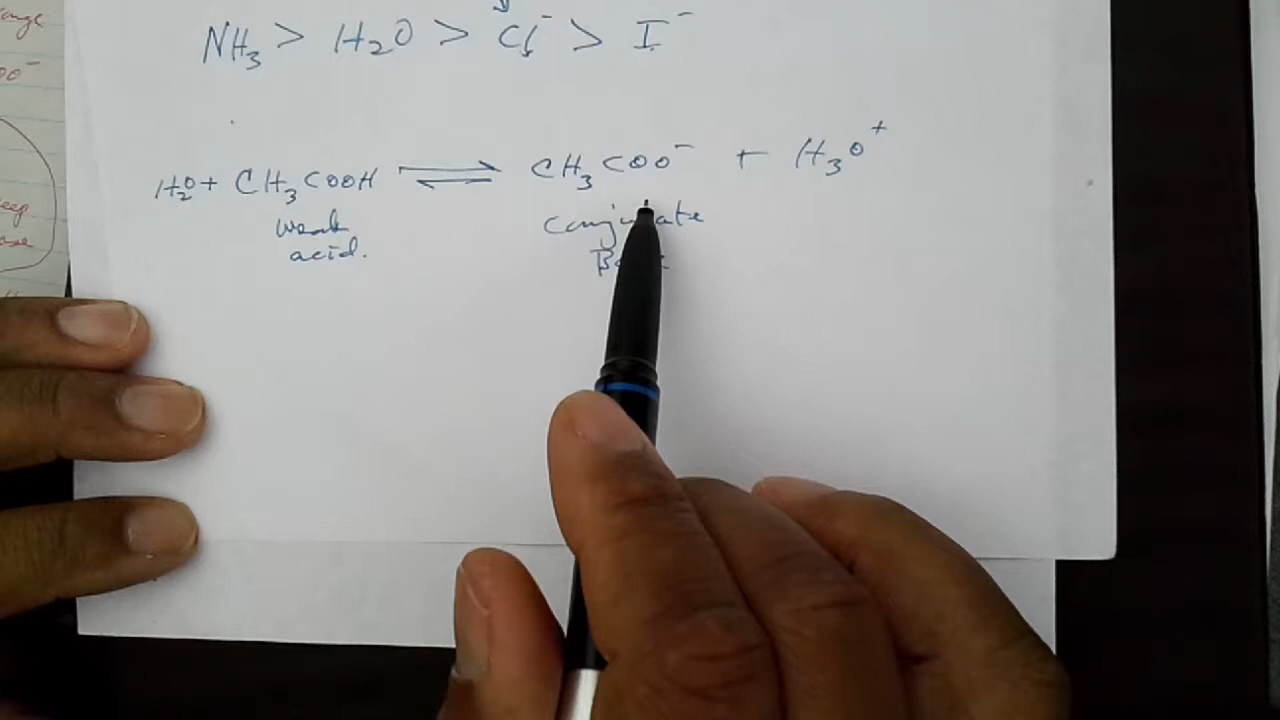 NH₃ > H₂O > Cl⁻ > I⁻
H₂O + CH₃COOH ⇌ CH₃COO⁻ + H₃O⁺
weak conjugate
acid.